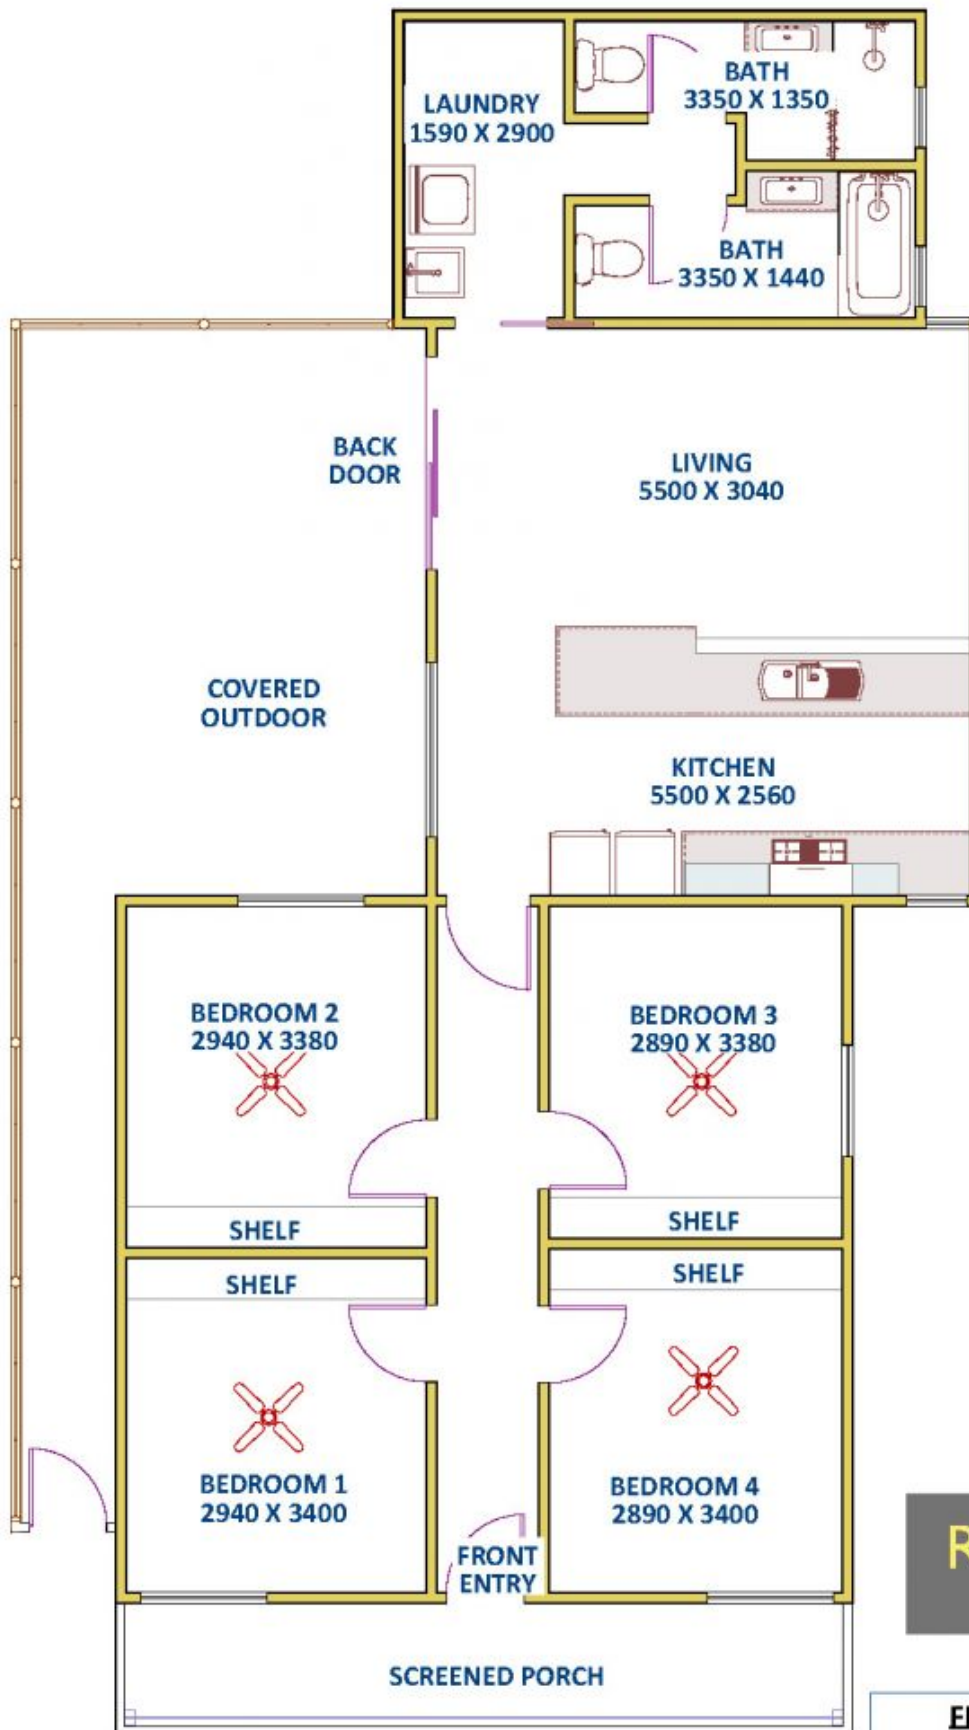 BATH
3350 X 1350
LAUNDRY
1590 X 2900
BATH
3350 X 1440
BACK
DOOR
LIVING
5500 X 3040
COVERED
OUTDOOR
KITCHEN
5500 X 2560
BEDROOM 2
2940 X 3380
BEDROOM 3
2890 X 3380
SHELF
SHELF
SHELF
SHELF
BEDROOM 1
2940 X 3400
BEDROOM 4
2890 X 3400
FRONT
ENTRY
R
SCREENED PORCH